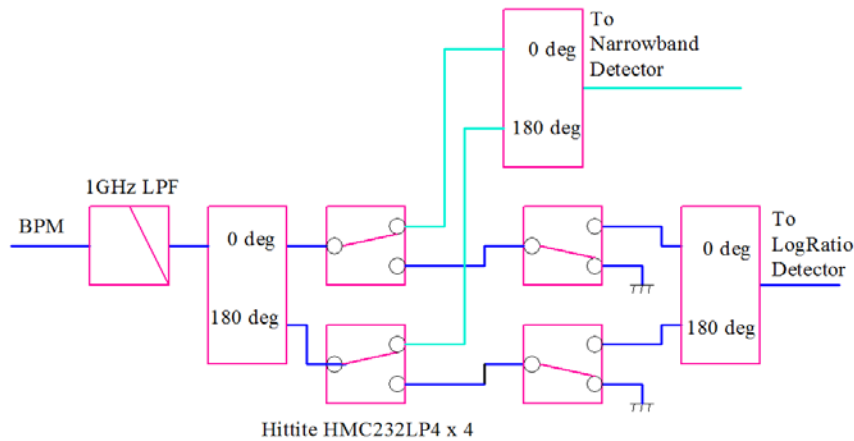 To
Narrowband
Detector
0 deg
180 deg
1GHz LPF
BPM
0 deg
180 deg
To
LogRatio
Detector
0 deg
180 deg
Hittite HMC232LP4 x 4